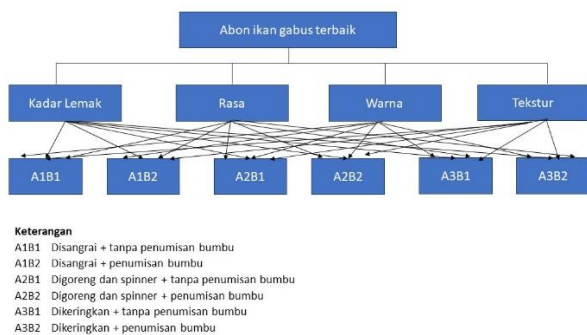 Abon ikan gabus terbaik
Kadar Lemak Rasa Warna Tekstur
A1B1 A1B2 A2B1 A2B2 A3B1 A3B2
Keterangan
A1B1 Disangrai + tanpa penumisan bumbu
A1B2 Disangrai + penumisan bumbu
A2B1 Digoreng dan spinner + tanpa penumisan bumbu
A2B2 Digoreng dan spinner + penumisan bumbu
A3B1 Dikeringkan + tanpa penumisan bumbu
A3B2 Dikeringkan + penumisan bumbu